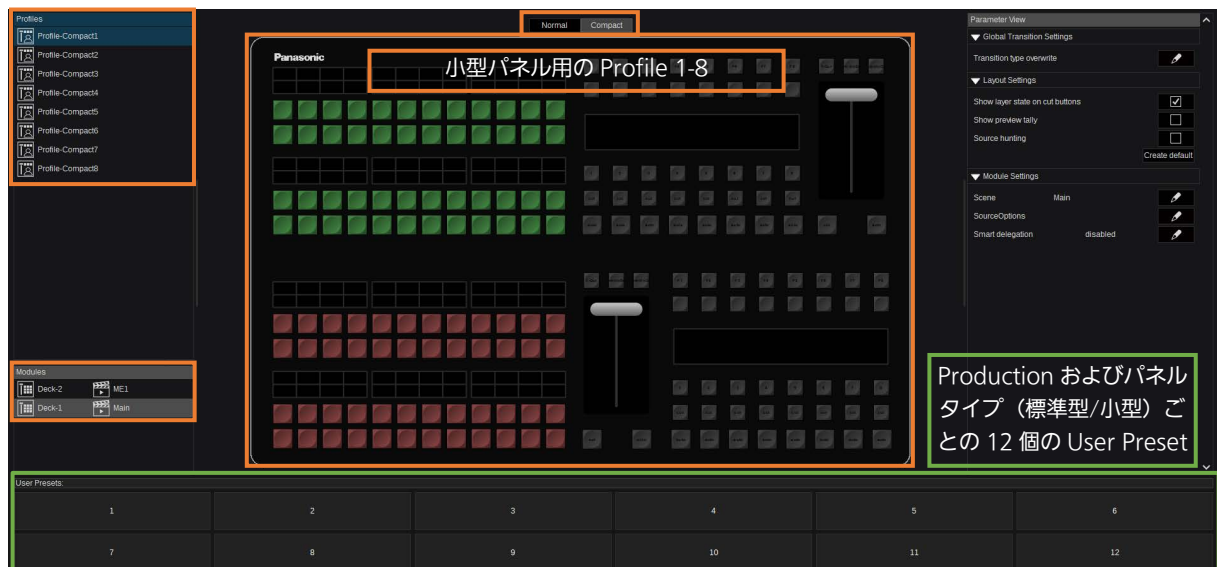 Profiles
Profile-Compact1
Profile-Compact2
Profile-Compact3
Profile-Compact4
Profile-Compact5
Profile-Compact6
Profile-Compact7
Profile-Compact8
Modules
Deck-2 ME1
Deck-1 Main
Normal Compact
Panasonic
小型パネル用の Profile 1-8
Parameter View
Global Transition Settings
Transition type overwrite
Layout Settings
Show layer state on cut buttons
Show preview tally
Source hunting
Create default
Module Settings
Scene Main
SourceOptions
Smart delegation disabled
Production およびパネル
タイプ（標準型/小型）ご
との 12 個の User Preset
User Presets:
1 2 3 4 5 6
7 8 9 10 11 12